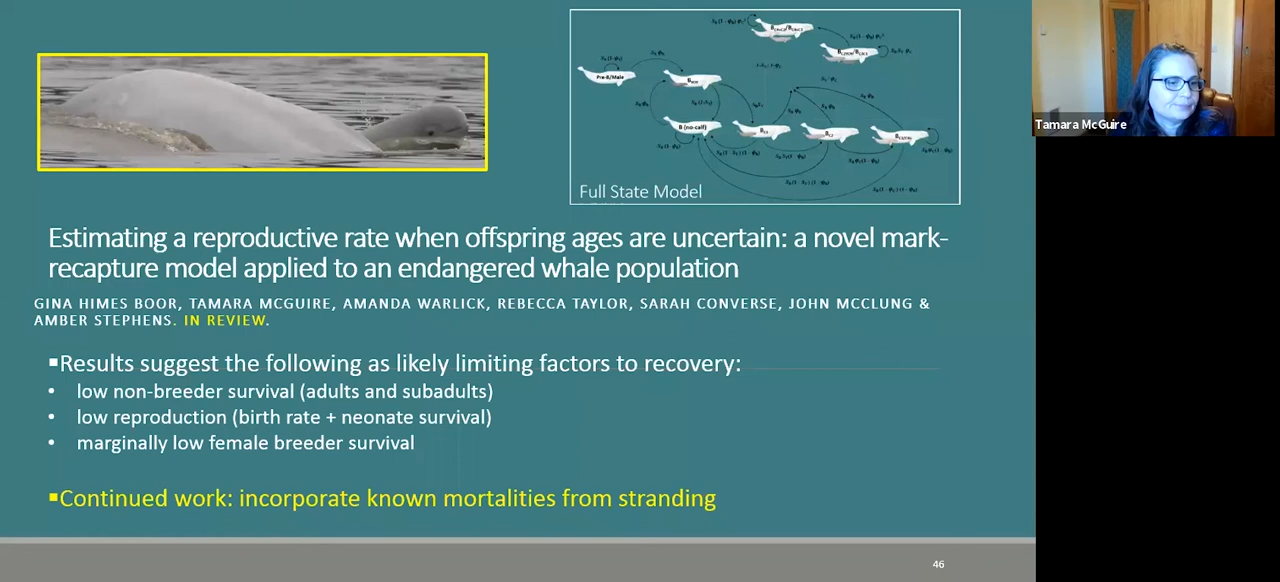 Pre-B/Male
B (no-calf)
Full State Model
Tamara McGuire
Estimating a reproductive rate when offspring ages are uncertain: a novel mark-
recapture model applied to an endangered whale population
GINA HIMES BOOR, TAMARA MCGUIRE, AMANDA WARLICK, REBECCA TAYLOR, SARAH CONVERSE, JOHN MCCLUNG &
AMBER STEPHENS. IN REVIEW.
▪Results suggest the following as likely limiting factors to recovery:
• low non-breeder survival (adults and subadults)
• low reproduction (birth rate + neonate survival)
• marginally low female breeder survival
▪Continued work: incorporate known mortalities from stranding
46